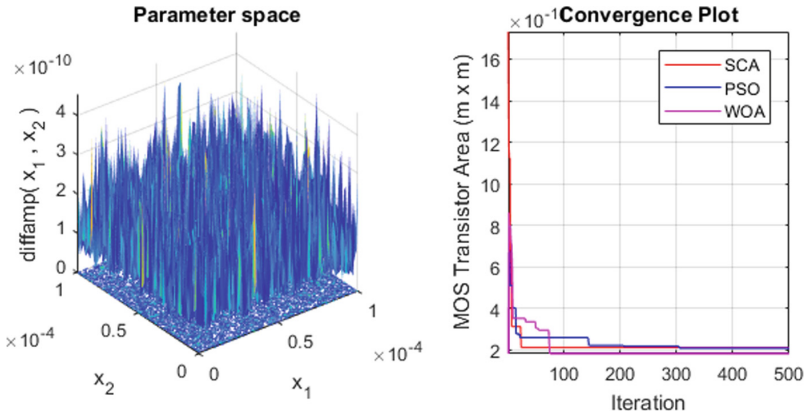 Parameter space
× 10⁻¹⁰
4
3
2
1
0
diffamp( x₁ , x₂ )
1
0.5
0
× 10⁻⁴
x₂
0
0.5
1
× 10⁻⁴
x₁
× 10⁻¹ Convergence Plot
16
14
12
10
8
6
4
2
MOS Transistor Area (m x m)
SCA
PSO
WOA
100
200
300
400
500
Iteration